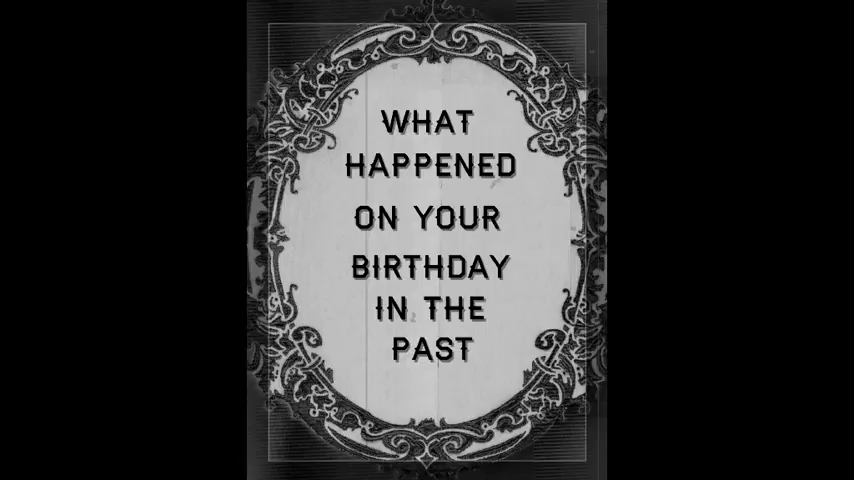 WHAT
HAPPENED
ON YOUR
BIRTHDAY
IN THE
PAST